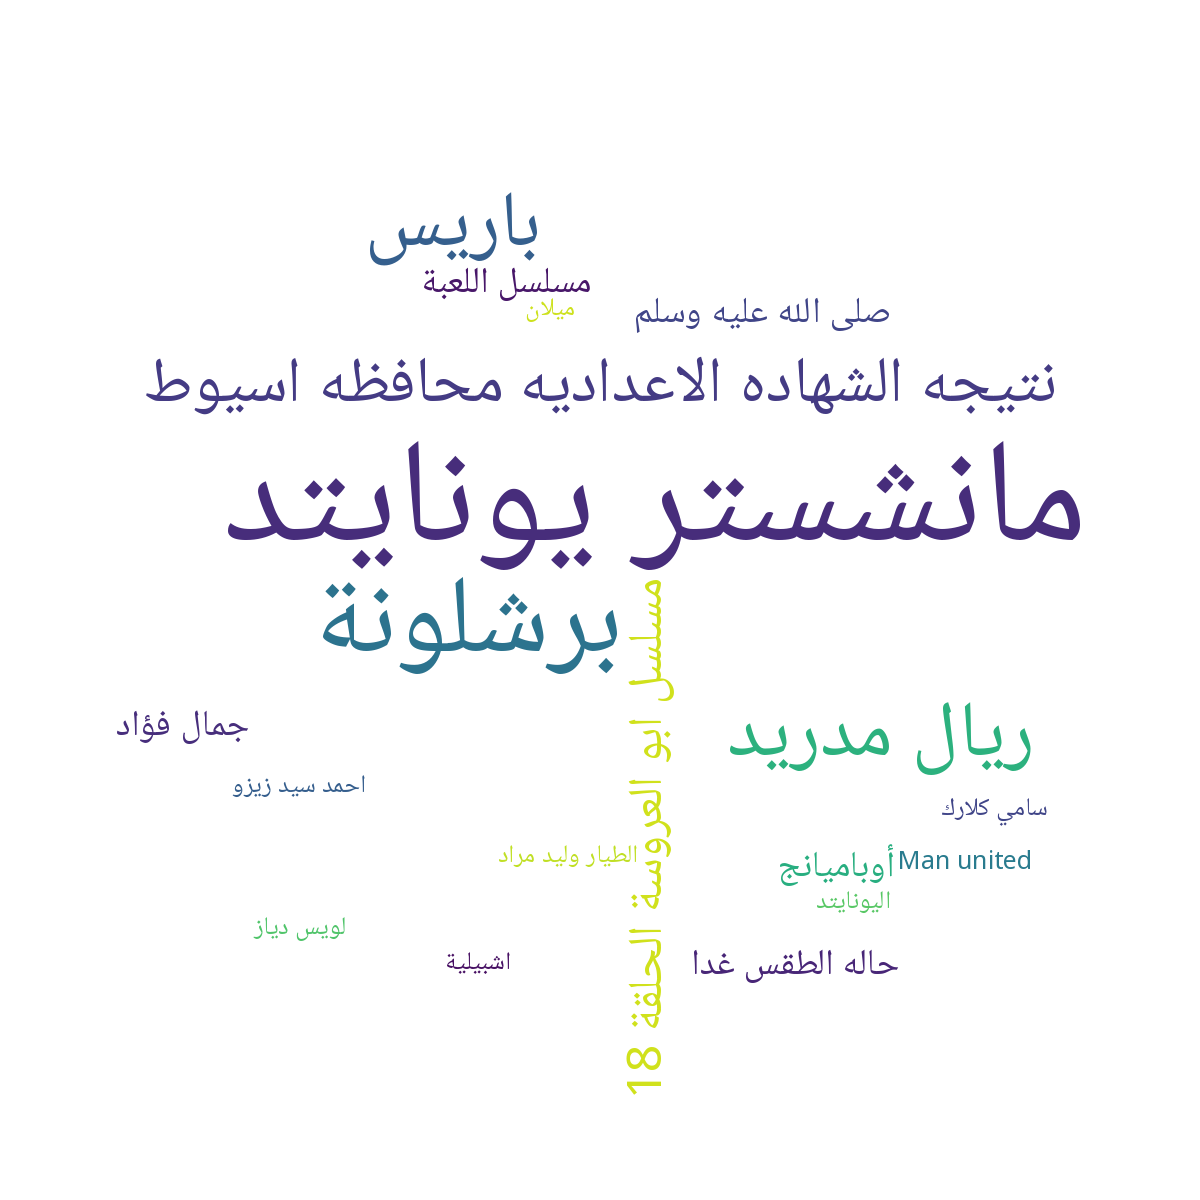 باريس
مسلسل اللعبة
ميلان
صلى الله عليه وسلم
نتيجه الشهاده الاعداديه محافظه اسيوط
مانشستر يونايتد
برشلونة
مسلسل ابو العروسة الحلقة 18
ريال مدريد
جمال فؤاد
احمد سيد زيزو
سامي كلارك
الطيار وليد مراد
أوباميانج
Man united
اليونايتد
لويس دياز
اشبيلية
حاله الطقس غدا